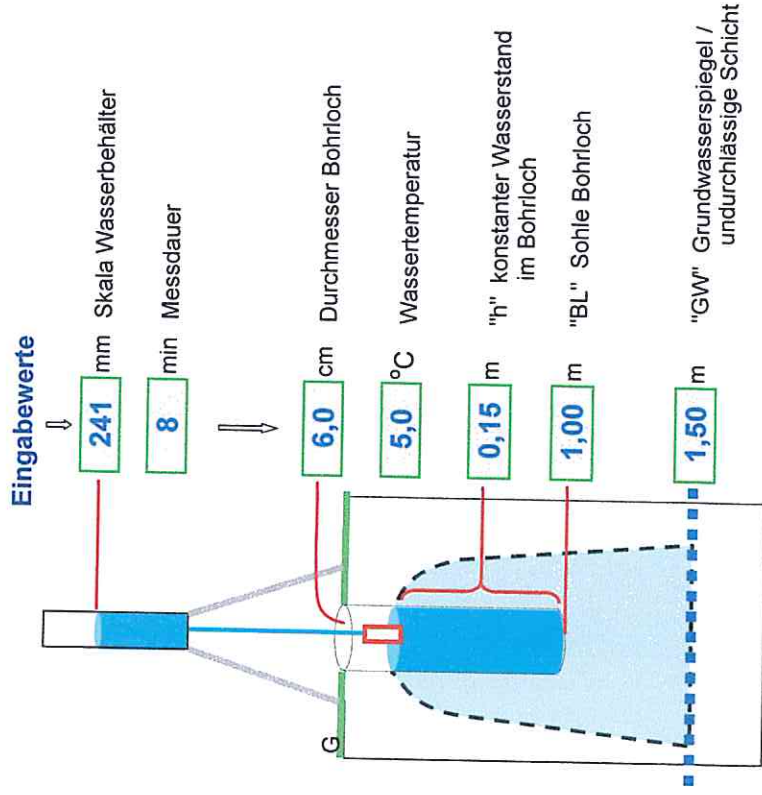 Eingabewerte
241 mm Skala Wasserbehälter
8 min Messdauer
6,0 cm Durchmesser Bohrloch
5,0 ºC Wassertemperatur
0,15 m "h" konstanter Wasserstand
im Bohrloch
1,00 m "BL" Sohle Bohrloch
1,50 m "GW" Grundwasserspiegel /
undurchlässige Schicht
G